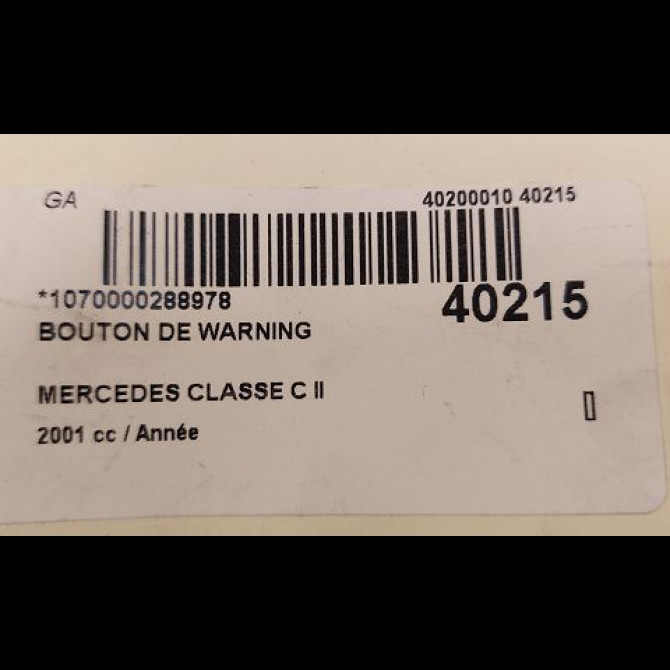 GA
40200010 40215
*1070000288978
40215
BOUTON DE WARNING
MERCEDES CLASSE C II
2001 cc / Année